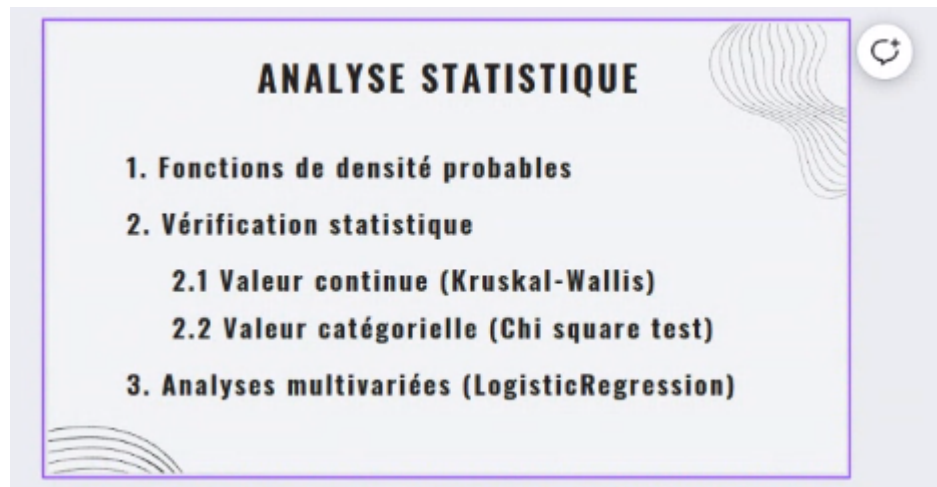 ANALYSE STATISTIQUE
1. Fonctions de densité probables
2. Vérification statistique
2.1 Valeur continue (Kruskal-Wallis)
2.2 Valeur catégorielle (Chi square test)
3. Analyses multivariées (LogisticRegression)